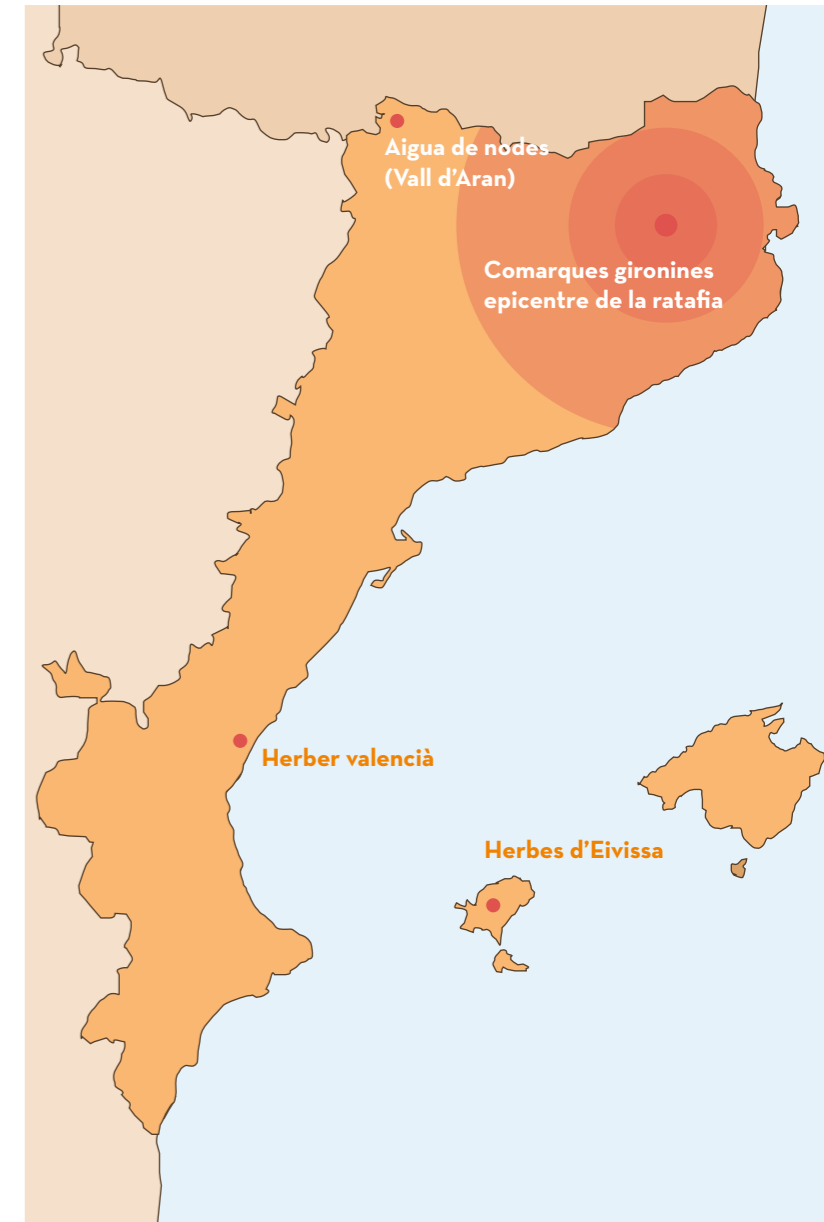 Aigua de nodes
(Vall d’Aran)
Comarques gironines
epicentre de la ratafia
Herber valencià
Herbes d’Eivissa